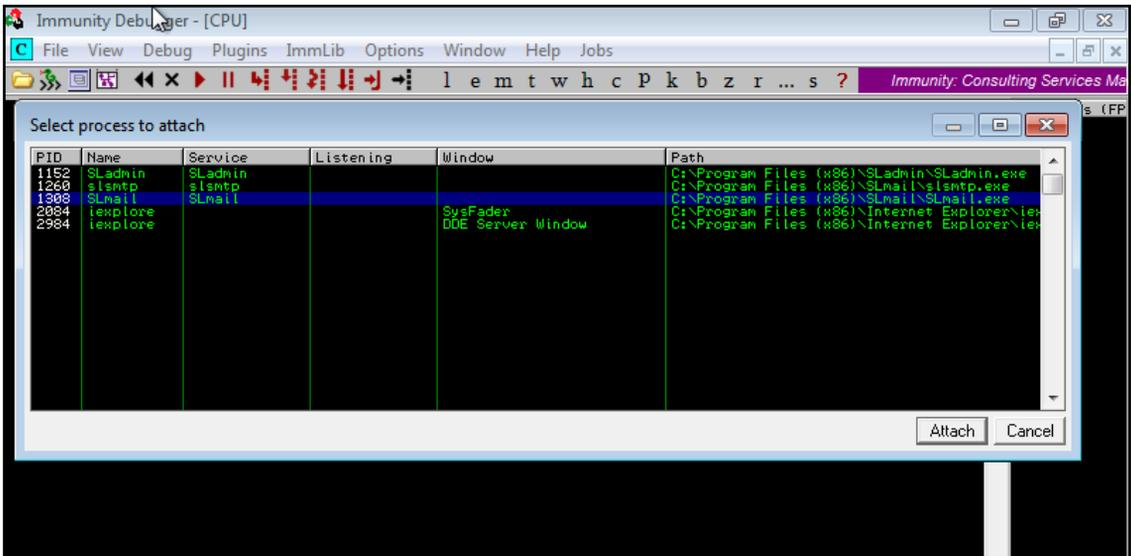 Immunity Debugger - [CPU]
C File View Debug Plugins ImmLib Options Window Help Jobs
l e m t w h c P k b z r ... s ? Immunity: Consulting Services Ma
s (FP
Select process to attach
PID Name Service Listening Window Path
1152 SLadmin SLadmin C:\Program Files (x86)\SLadmin\SLadmin.exe
1260 slsmtp slsmtp C:\Program Files (x86)\SLmail\slsmtp.exe
1308 SLmail SLmail C:\Program Files (x86)\SLmail\SLmail.exe
2084 iexplore SysFader C:\Program Files (x86)\Internet Explorer\iex
2984 iexplore DDE Server Window C:\Program Files (x86)\Internet Explorer\iex
Attach Cancel